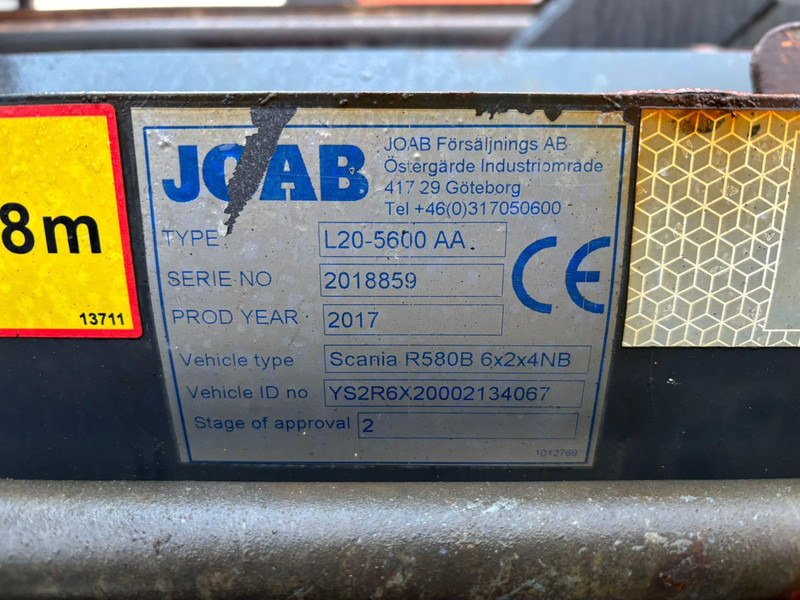 8m
13711
JOAB
JOAB Försäljnings AB
Östergärde Industriområde
417 29 Göteborg
Tel +46(0)317050600
TYPE L20-5600 AA
SERIE NO 2018859
PROD YEAR 2017
CE
Vehicle type Scania R580B 6x2x4NB
Vehicle ID no YS2R6X20002134067
Stage of approval 2
1012769